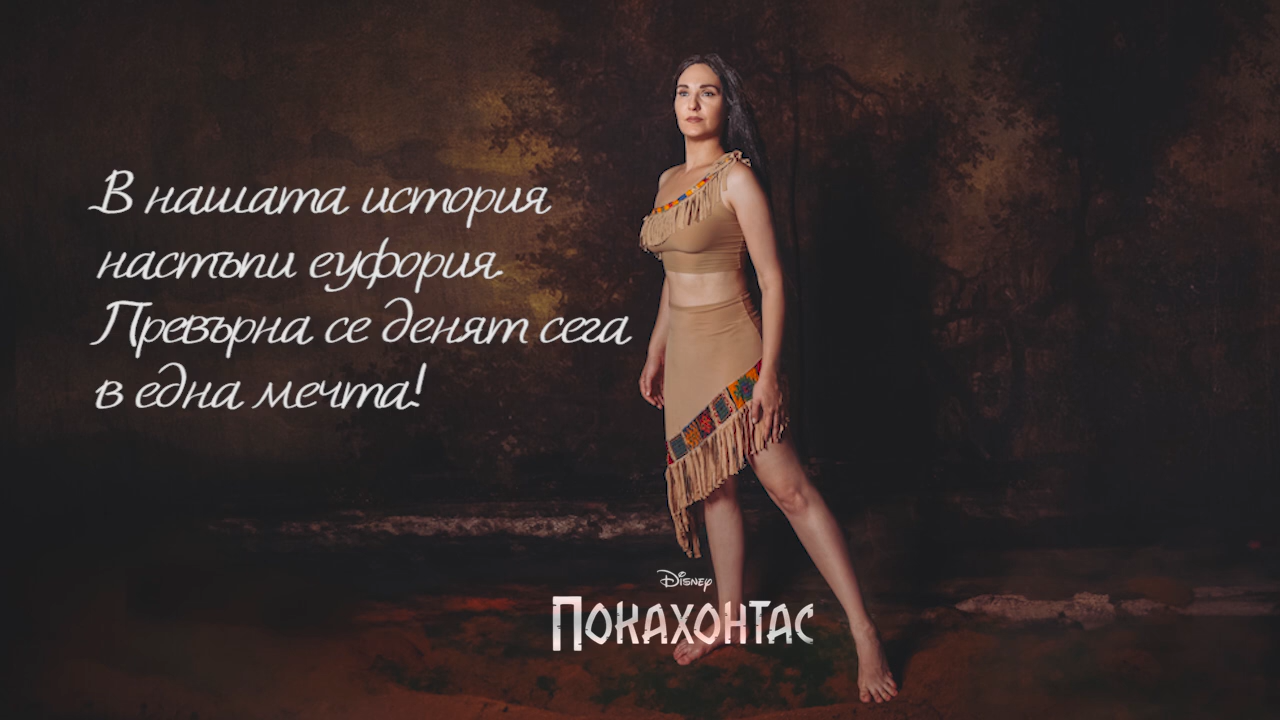 В нашата история
настъпи еуфория.
Превърна се денят сега
в една мечта!
Disney
Покахонтас